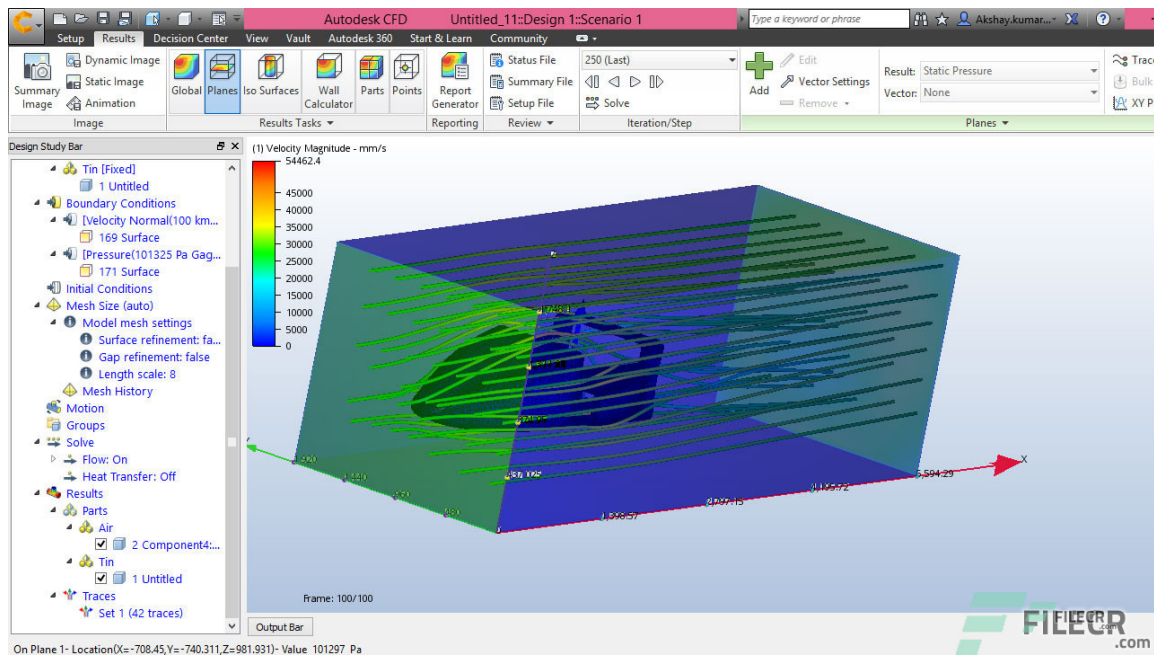 Autodesk CFD Untitled_11::Design 1::Scenario 1
Type a keyword or phrase
Akshay.kumar...
Setup Results Decision Center View Vault Autodesk 360 Start & Learn Community
Summary Image
Dynamic Image
Static Image
Animation
Image
Global
Planes
Iso Surfaces
Wall Calculator
Parts
Points
Results Tasks
Report Generator
Reporting
Status File
Summary File
Setup File
Review
250 (Last)
Solve
Iteration/Step
Add
Edit
Vector Settings
Remove
Result: Static Pressure
Vector: None
Planes
Trace
Bulk
XY P
Design Study Bar
Tin [Fixed]
1 Untitled
Boundary Conditions
[Velocity Normal(100 km...
169 Surface
[Pressure(101325 Pa Gag...
171 Surface
Initial Conditions
Mesh Size (auto)
Model mesh settings
Surface refinement: fa...
Gap refinement: false
Length scale: 8
Mesh History
Motion
Groups
Solve
Flow: On
Heat Transfer: Off
Results
Parts
Air
2 Component4:...
Tin
1 Untitled
Traces
Set 1 (42 traces)
(1) Velocity Magnitude - mm/s
54462.4
45000
40000
35000
30000
25000
20000
15000
10000
5000
0
X
Frame: 100/100
Output Bar
On Plane 1- Location(X=-708.45,Y=-740.311,Z=981.931)- Value 101297 Pa
FILECR
.com